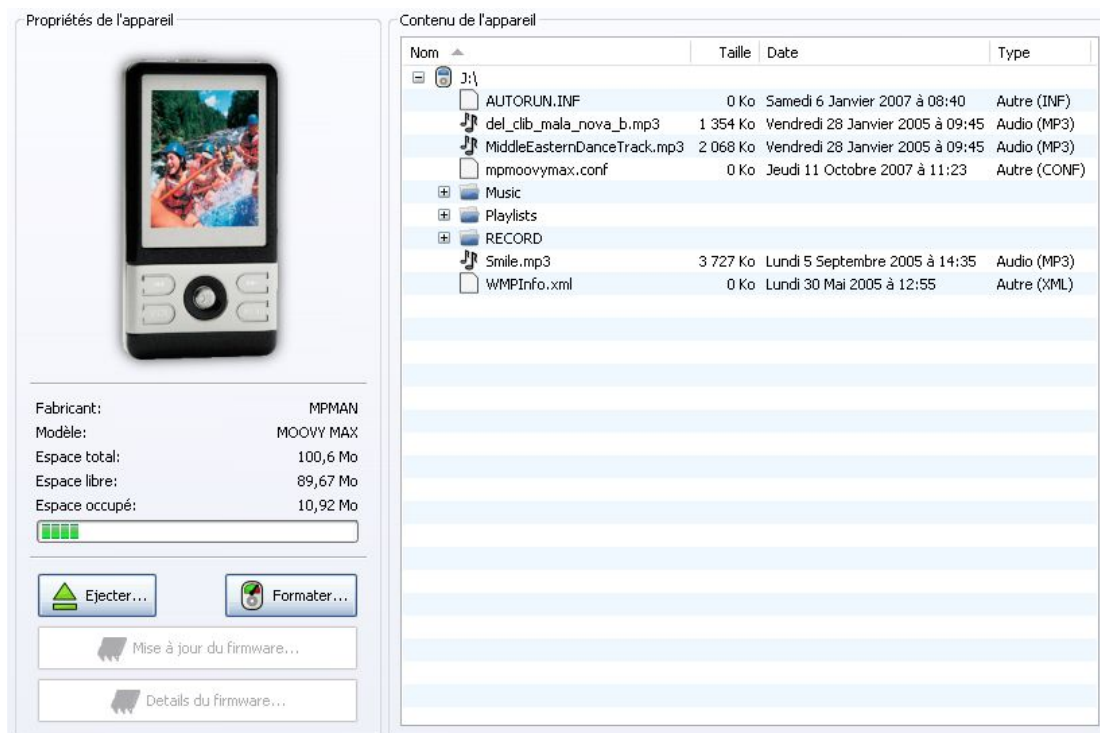 Propriétés de l'appareil
Fabricant: MPMAN
Modèle: MOOVY MAX
Espace total: 100,6 Mo
Espace libre: 89,67 Mo
Espace occupé: 10,92 Mo
Ejecter...
Formater...
Mise à jour du firmware...
Details du firmware...
Contenu de l'appareil
Nom Taille Date Type
J:\
AUTORUN.INF 0 Ko Samedi 6 Janvier 2007 à 08:40 Autre (INF)
del_clib_mala_nova_b.mp3 1 354 Ko Vendredi 28 Janvier 2005 à 09:45 Audio (MP3)
MiddleEasternDanceTrack.mp3 2 068 Ko Vendredi 28 Janvier 2005 à 09:45 Audio (MP3)
mpmoovymax.conf 0 Ko Jeudi 11 Octobre 2007 à 11:23 Autre (CONF)
Music
Playlists
RECORD
Smile.mp3 3 727 Ko Lundi 5 Septembre 2005 à 14:35 Audio (MP3)
WMPInfo.xml 0 Ko Lundi 30 Mai 2005 à 12:55 Autre (XML)